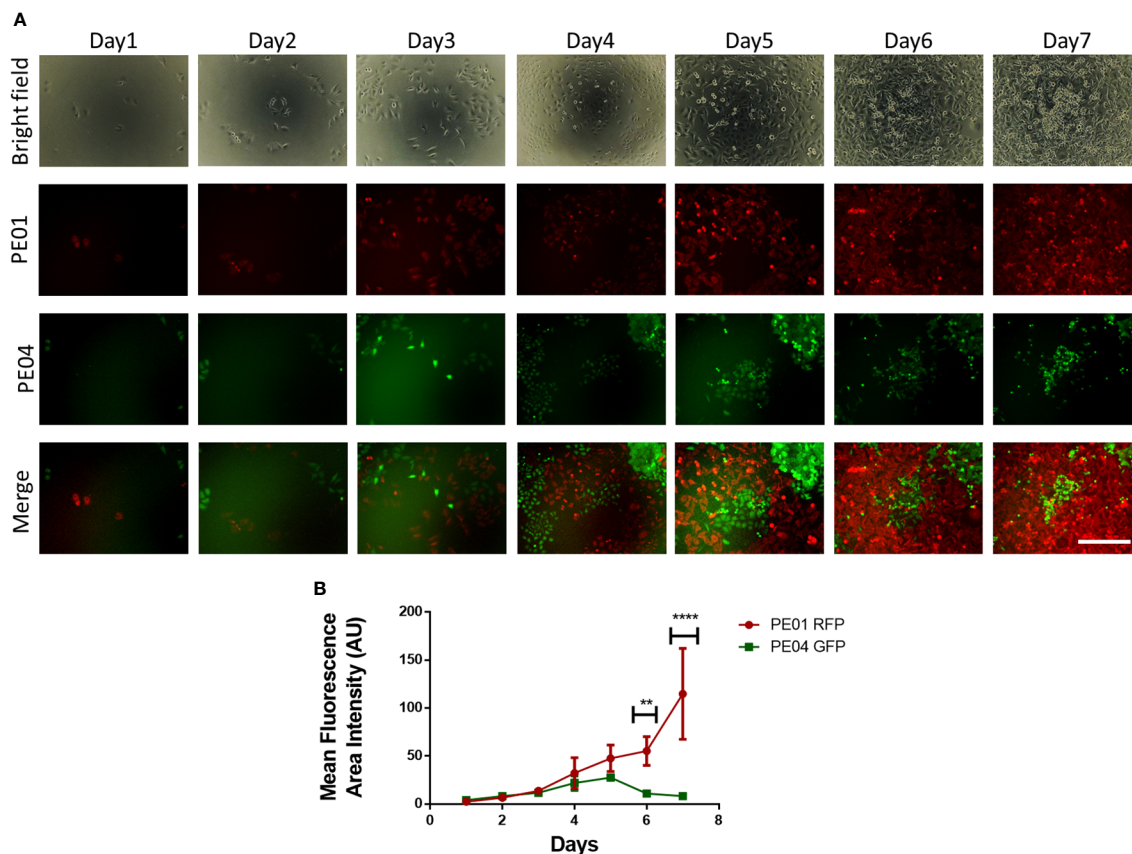 A
Day1 Day2 Day3 Day4 Day5 Day6 Day7
Bright field
PE01
PE04
Merge
B
Mean Fluorescence
Area Intensity (AU)
200
150
100
50
0
0 2 4 6 8
Days
**
****
PE01 RFP
PE04 GFP